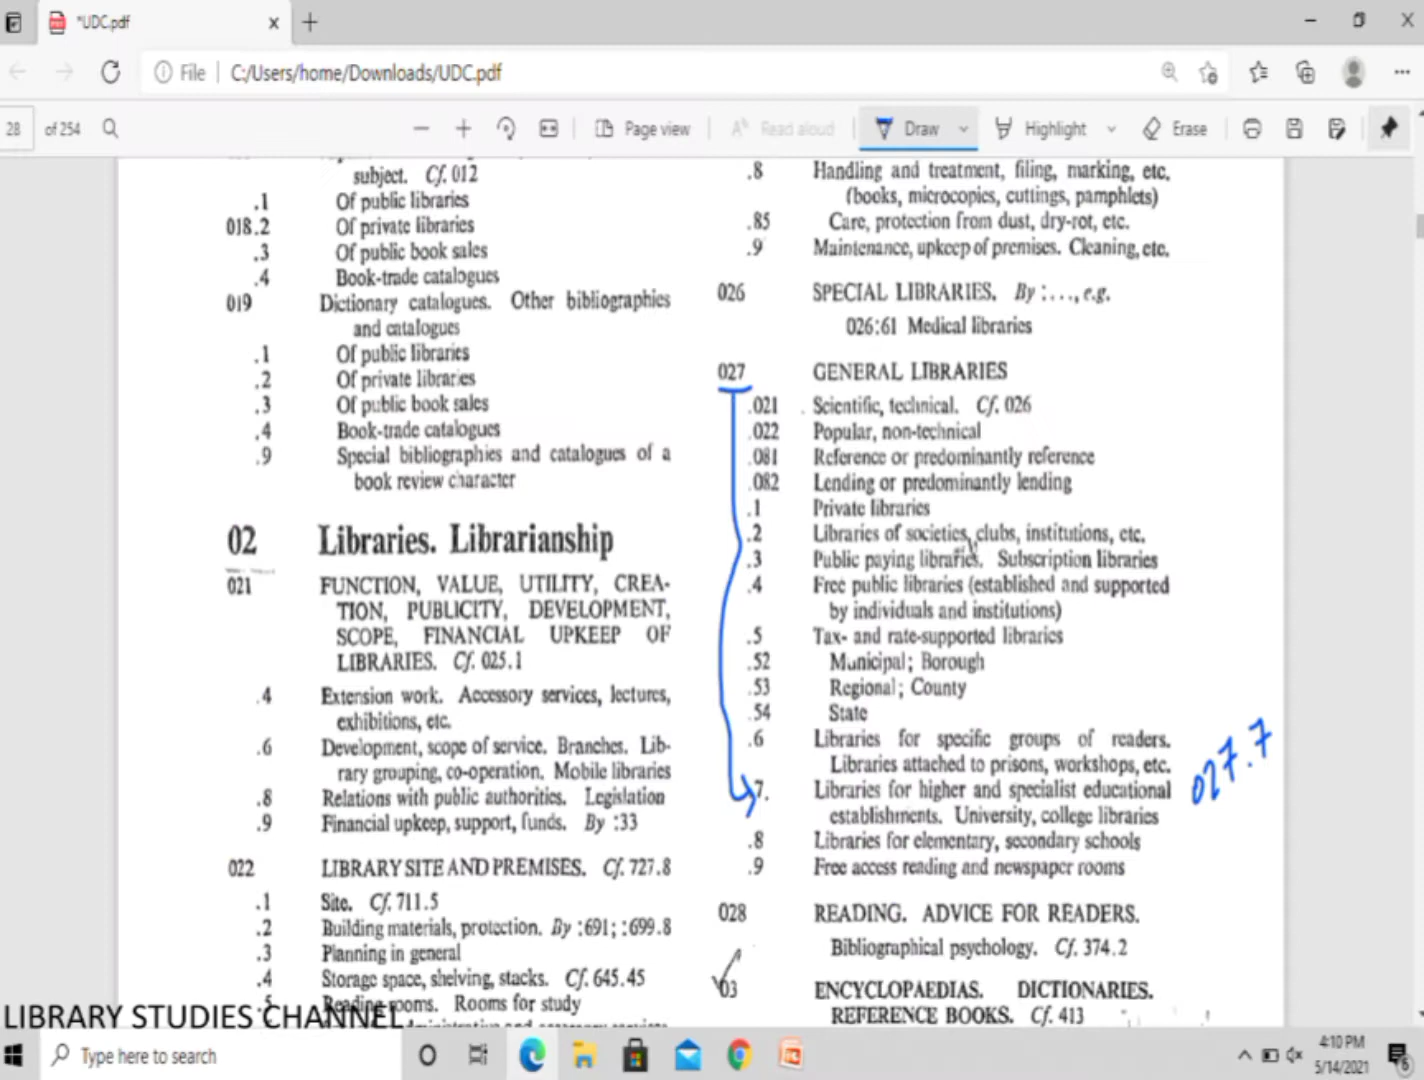 *UDC.pdf
File
C:/Users/home/Downloads/UDC.pdf
28 of 254
Page view
Read aloud
Draw
Highlight
Erase
subject. Cf. 012
.1 Of public libraries
018.2 Of private libraries
.3 Of public book sales
.4 Book-trade catalogues
019 Dictionary catalogues. Other bibliographies
and catalogues
.1 Of public libraries
.2 Of private libraries
.3 Of public book sales
.4 Book-trade catalogues
.9 Special bibliographies and catalogues of a
book review character
02 Libraries. Librarianship
021 FUNCTION, VALUE, UTILITY, CREA-
TION, PUBLICITY, DEVELOPMENT,
SCOPE, FINANCIAL UPKEEP OF
LIBRARIES. Cf. 025.1
.4 Extension work. Accessory services, lectures,
exhibitions, etc.
.6 Development, scope of service. Branches. Lib-
rary grouping, co-operation. Mobile libraries
.8 Relations with public authorities. Legislation
.9 Financial upkeep, support, funds. By :33
022 LIBRARY SITE AND PREMISES. Cf. 727.8
.1 Site. Cf. 711.5
.2 Building materials, protection. By :691; :699.8
.3 Planning in general
.4 Storage space, shelving, stacks. Cf. 645.45
.5 Reading-rooms. Rooms for study
.8 Handling and treatment, filing, marking, etc.
(books, microcopies, cuttings, pamphlets)
.85 Care, protection from dust, dry-rot, etc.
.9 Maintenance, upkeep of premises. Cleaning, etc.
026 SPECIAL LIBRARIES. By :..., e.g.
026:61 Medical libraries
027 GENERAL LIBRARIES
.021 Scientific, technical. Cf. 026
.022 Popular, non-technical
.081 Reference or predominantly reference
.082 Lending or predominantly lending
.1 Private libraries
.2 Libraries of societies, clubs, institutions, etc.
.3 Public paying libraries. Subscription libraries
.4 Free public libraries (established and supported
by individuals and institutions)
.5 Tax- and rate-supported libraries
.52 Municipal; Borough
.53 Regional; County
.54 State
.6 Libraries for specific groups of readers.
Libraries attached to prisons, workshops, etc.
7. Libraries for higher and specialist educational
establishments. University, college libraries
027.7
.8 Libraries for elementary, secondary schools
.9 Free access reading and newspaper rooms
028 READING. ADVICE FOR READERS.
Bibliographical psychology. Cf. 374.2
03 ENCYCLOPAEDIAS. DICTIONARIES.
REFERENCE BOOKS. Cf. 413
LIBRARY STUDIES CHANNEL
Type here to search
4:10 PM
5/14/2021
6